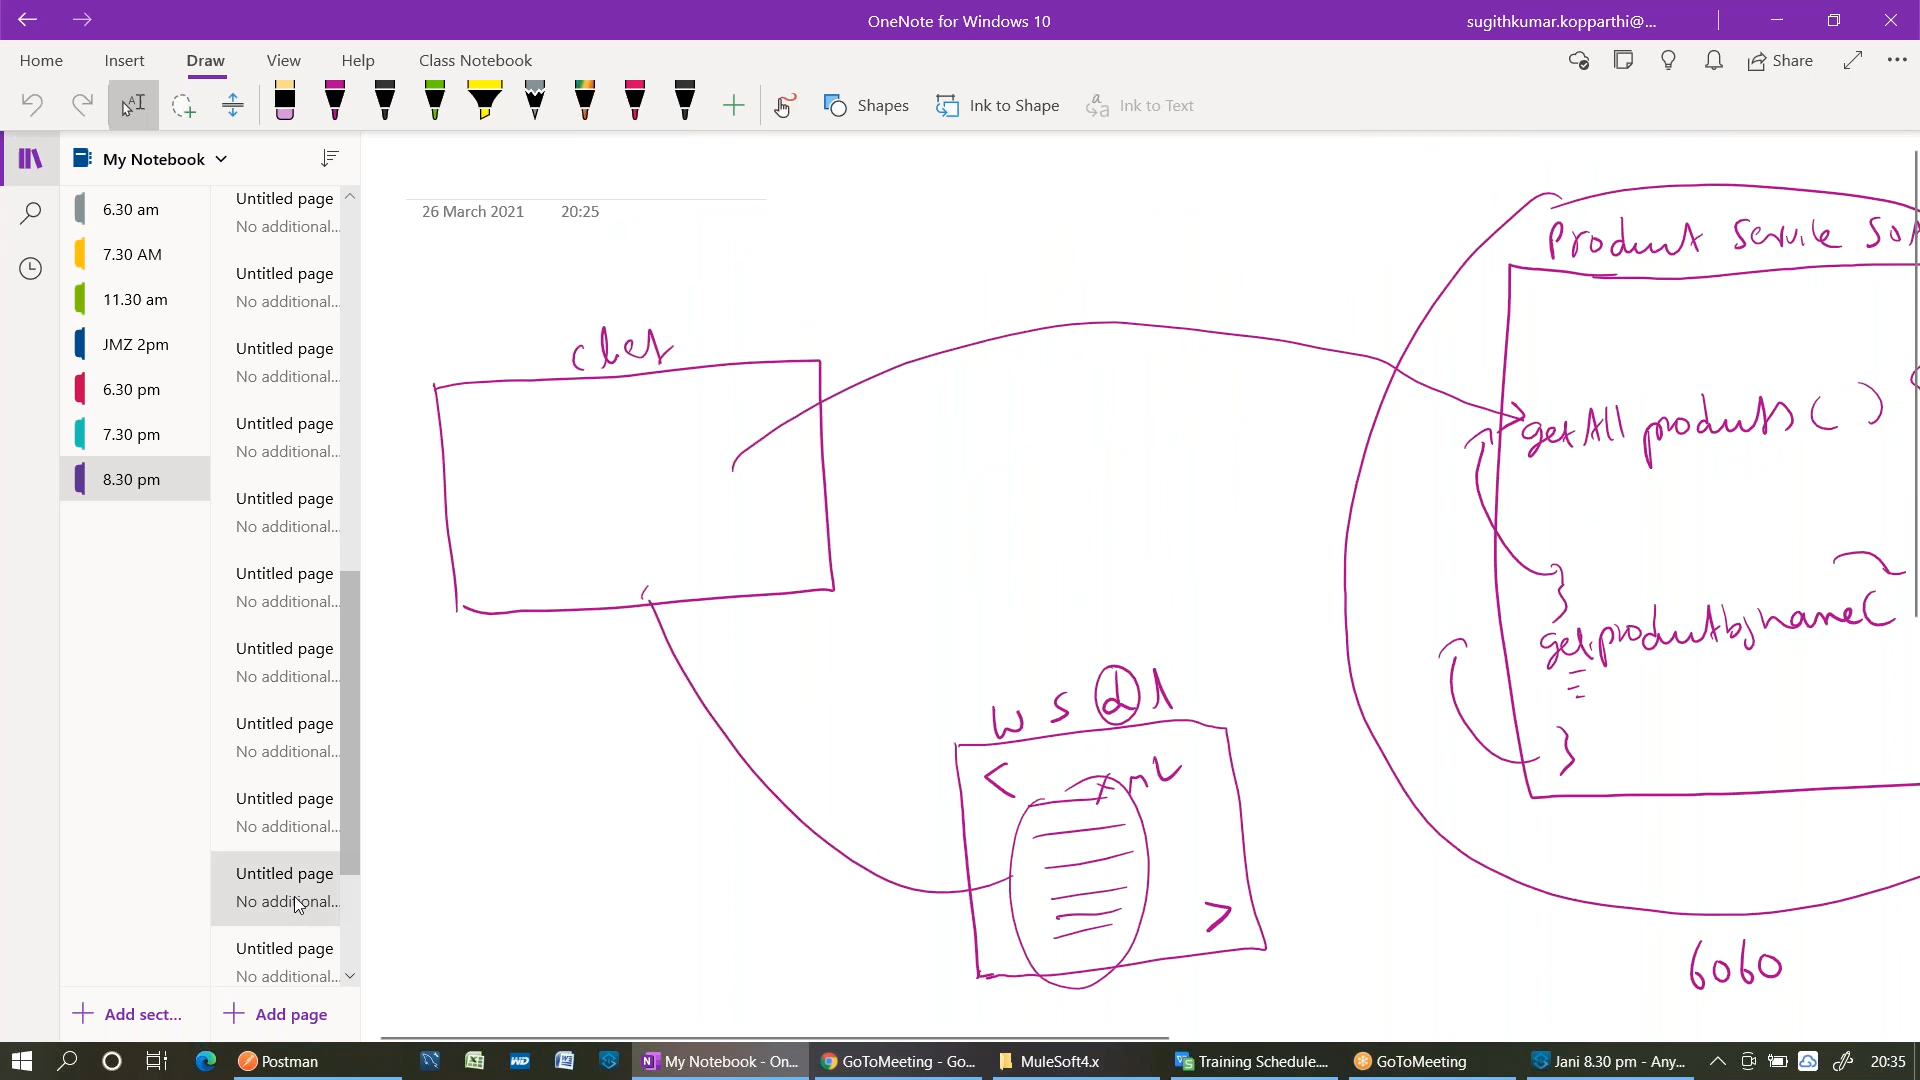 OneNote for Windows 10
sugithkumar.kopparthi@...
Home Insert Draw View Help Class Notebook
Share
Shapes Ink to Shape Ink to Text
My Notebook
6.30 am
7.30 AM
11.30 am
JMZ 2pm
6.30 pm
7.30 pm
8.30 pm
Untitled page
No additional...
Untitled page
No additional...
Untitled page
No additional...
Untitled page
No additional...
Untitled page
No additional...
Untitled page
No additional...
Untitled page
No additional...
Untitled page
No additional...
Untitled page
No additional...
Untitled page
No additional...
Untitled page
No additional...
Add sect...
Add page
26 March 2021 20:25
Product Service
getAll products ( )
}
getproductbyname(
}
w s d l
< xml
>
6060
Postman
My Notebook - On...
GoToMeeting - Go...
MuleSoft4.x
Training Schedule....
GoToMeeting
Jani 8.30 pm - Any...
20:35